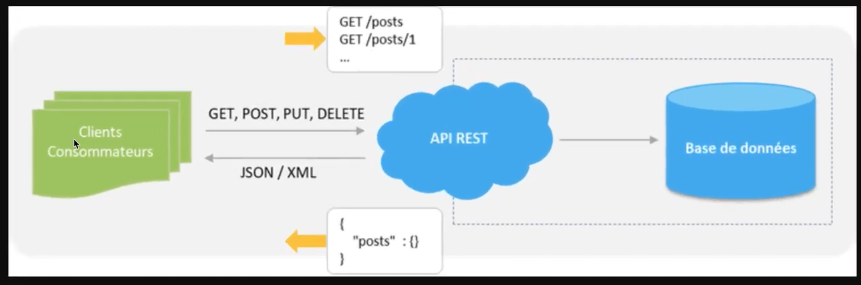 GET /posts
GET /posts/1
...
Clients
Consommateurs
GET, POST, PUT, DELETE
JSON / XML
API REST
Base de données
{
"posts" : {}
}